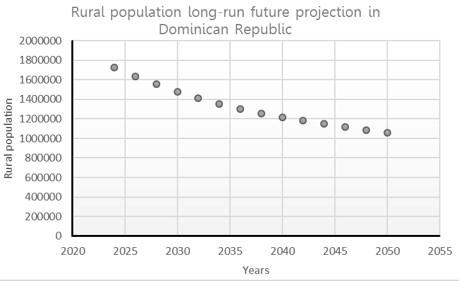 Rural population long-run future projection in
Dominican Republic
2000000
1800000
1600000
1400000
1200000
1000000
800000
600000
400000
200000
0
Rural population
2020 2025 2030 2035 2040 2045 2050 2055
Years